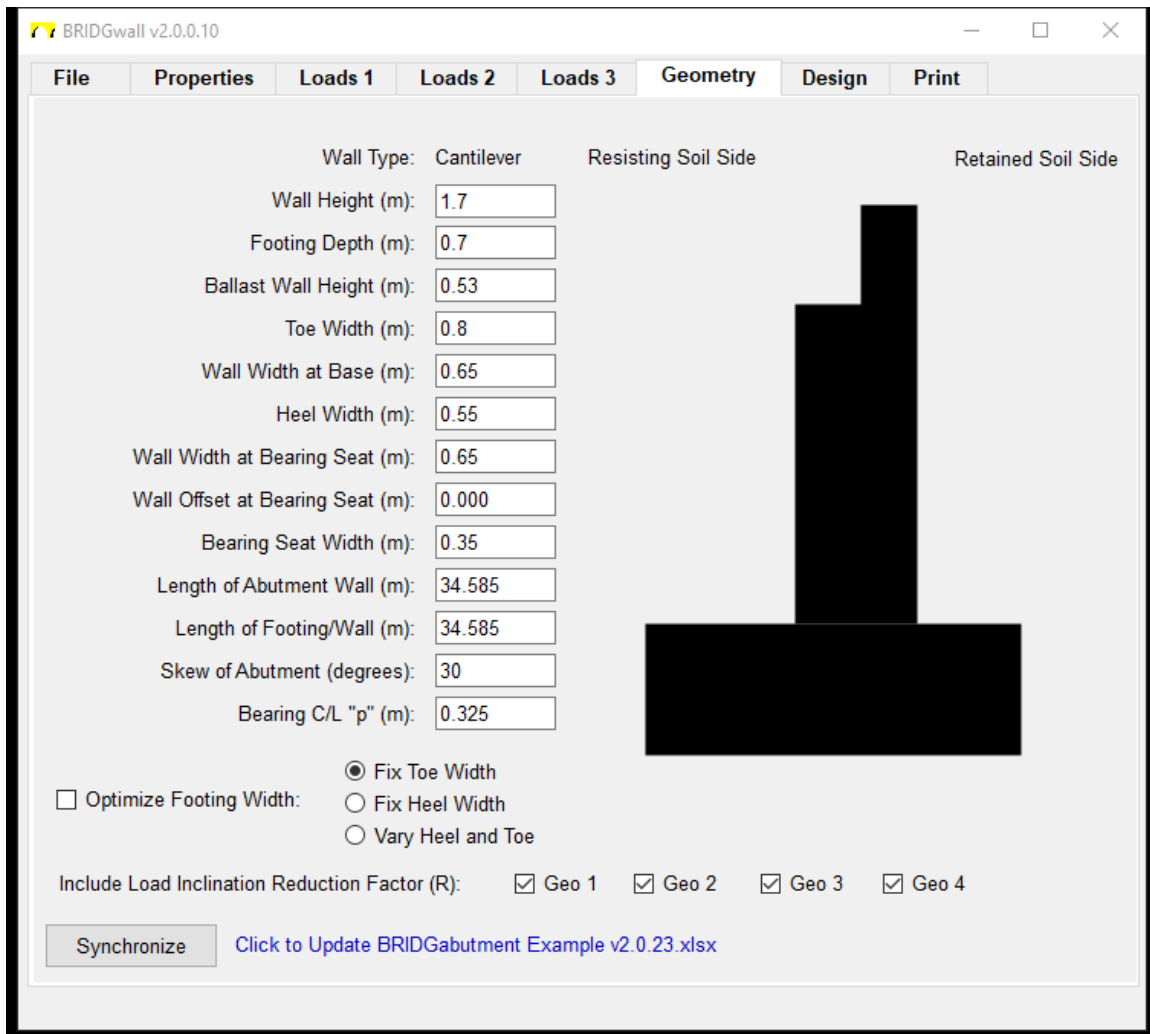 BRIDGwall v2.0.0.10
File Properties Loads 1 Loads 2 Loads 3 Geometry Design Print
Wall Type: Cantilever Resisting Soil Side Retained Soil Side
Wall Height (m): 1.7
Footing Depth (m): 0.7
Ballast Wall Height (m): 0.53
Toe Width (m): 0.8
Wall Width at Base (m): 0.65
Heel Width (m): 0.55
Wall Width at Bearing Seat (m): 0.65
Wall Offset at Bearing Seat (m): 0.000
Bearing Seat Width (m): 0.35
Length of Abutment Wall (m): 34.585
Length of Footing/Wall (m): 34.585
Skew of Abutment (degrees): 30
Bearing C/L "p" (m): 0.325
Fix Toe Width
Optimize Footing Width: Fix Heel Width
Vary Heel and Toe
Include Load Inclination Reduction Factor (R): Geo 1 Geo 2 Geo 3 Geo 4
Synchronize Click to Update BRIDGabutment Example v2.0.23.xlsx